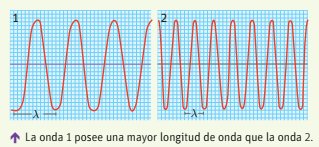 1
2
λ
λ
↑ La onda 1 posee una mayor longitud de onda que la onda 2.